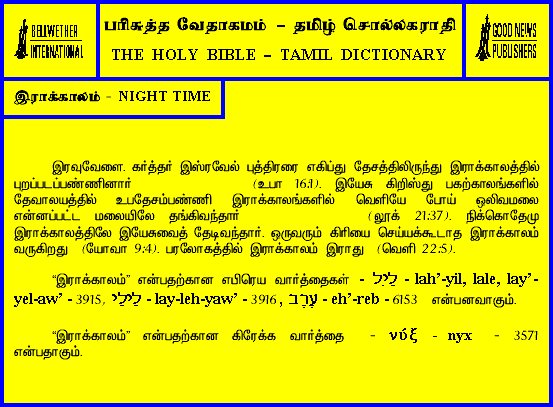 BELLWETHER
INTERNATIONAL
பரிசுத்த வேதாகமம் – தமிழ் சொல்லகராதி
THE HOLY BIBLE – TAMIL DICTIONARY
GOOD NEWS
PUBLISHERS
இராக்காலம் - NIGHT TIME
இரவுவேளை. கர்த்தர் இஸ்ரவேல் புத்திரரை எகிப்து தேசத்திலிருந்து இராக்காலத்தில்
புறப்படப்பண்ணினார் (உபா 16:1). இயேசு கிறிஸ்து பகற்காலங்களில்
தேவாலயத்தில் உபதேசம்பண்ணி இராக்காலங்களில் வெளியே போய் ஒலிவமலை
என்னப்பட்ட மலையிலே தங்கிவந்தார் (லூக் 21:37). நிக்கொதேமு
இராக்காலத்திலே இயேசுவைத் தேடிவந்தார். ஒருவரும் கிரியை செய்யக்கூடாத இராக்காலம்
வருகிறது (யோவா 9:4). பரலோகத்தில் இராக்காலம் இராது (வெளி 22:5).
“இராக்காலம்” என்பதற்கான எபிரெய வார்த்தைகள் - לַיִל - lah’-yil, lale, lay’-
yel-aw’ - 3915, לֵילְיָ - lay-leh-yaw’ - 3916, עֶרֶב - eh’-reb - 6153 என்பனவாகும்.
“இராக்காலம்” என்பதற்கான கிரேக்க வார்த்தை - νύξ - nyx - 3571
என்பதாகும்.